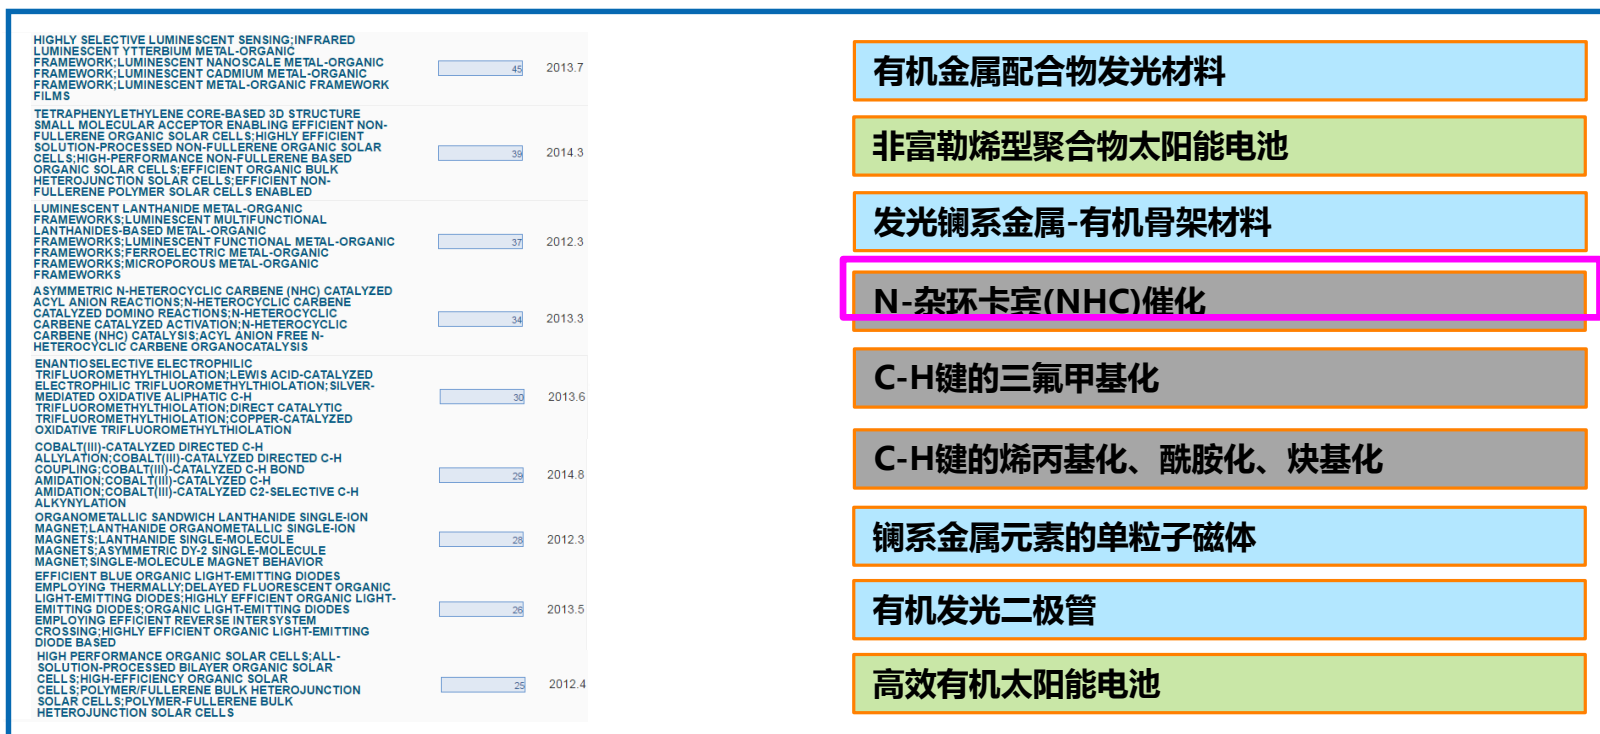 HIGHLY SELECTIVE LUMINESCENT SENSING;INFRARED
LUMINESCENT YTTERBIUM METAL-ORGANIC
FRAMEWORK;LUMINESCENT NANOSCALE METAL-ORGANIC
FRAMEWORK;LUMINESCENT CADMIUM METAL-ORGANIC
FRAMEWORK;LUMINESCENT METAL-ORGANIC FRAMEWORK
FILMS
45
2013.7
有机金属配合物发光材料
TETRAPHENYLETHYLENE CORE-BASED 3D STRUCTURE
SMALL MOLECULAR ACCEPTOR ENABLING EFFICIENT NON-
FULLERENE ORGANIC SOLAR CELLS;HIGHLY EFFICIENT
SOLUTION-PROCESSED NON-FULLERENE ORGANIC SOLAR
CELLS;HIGH-PERFORMANCE NON-FULLERENE BASED
ORGANIC SOLAR CELLS;EFFICIENT ORGANIC BULK
HETEROJUNCTION SOLAR CELLS;EFFICIENT NON-
FULLERENE POLYMER SOLAR CELLS ENABLED
39
2014.3
非富勒烯型聚合物太阳能电池
LUMINESCENT LANTHANIDE METAL-ORGANIC
FRAMEWORKS;LUMINESCENT MULTIFUNCTIONAL
LANTHANIDES-BASED METAL-ORGANIC
FRAMEWORKS;LUMINESCENT FUNCTIONAL METAL-ORGANIC
FRAMEWORKS;FERROELECTRIC METAL-ORGANIC
FRAMEWORKS;MICROPOROUS METAL-ORGANIC
FRAMEWORKS
37
2012.3
发光镧系金属-有机骨架材料
ASYMMETRIC N-HETEROCYCLIC CARBENE (NHC) CATALYZED
ACYL ANION REACTIONS;N-HETEROCYCLIC CARBENE
CATALYZED DOMINO REACTIONS;N-HETEROCYCLIC
CARBENE CATALYZED ACTIVATION;N-HETEROCYCLIC
CARBENE (NHC) CATALYSIS;ACYL ANION FREE N-
HETEROCYCLIC CARBENE ORGANOCATALYSIS
34
2013.3
N-杂环卡宾(NHC)催化
ENANTIOSELECTIVE ELECTROPHILIC
TRIFLUOROMETHYLTHIOLATION;LEWIS ACID-CATALYZED
ELECTROPHILIC TRIFLUOROMETHYLTHIOLATION;SILVER-
MEDIATED OXIDATIVE ALIPHATIC C-H
TRIFLUOROMETHYLTHIOLATION;DIRECT CATALYTIC
TRIFLUOROMETHYLTHIOLATION;COPPER-CATALYZED
OXIDATIVE TRIFLUOROMETHYLTHIOLATION
30
2013.6
C-H键的三氟甲基化
COBALT(III)-CATALYZED DIRECTED C-H
ALLYLATION;COBALT(III)-CATALYZED DIRECTED C-H
COUPLING;COBALT(III)-CATALYZED C-H BOND
AMIDATION;COBALT(III)-CATALYZED C-H
AMIDATION;COBALT(III)-CATALYZED C2-SELECTIVE C-H
ALKYNYLATION
29
2014.8
C-H键的烯丙基化、酰胺化、炔基化
ORGANOMETALLIC SANDWICH LANTHANIDE SINGLE-ION
MAGNET;LANTHANIDE ORGANOMETALLIC SINGLE-ION
MAGNETS;LANTHANIDE SINGLE-MOLECULE
MAGNETS;ASYMMETRIC DY-2 SINGLE-MOLECULE
MAGNET;SINGLE-MOLECULE MAGNET BEHAVIOR
28
2012.3
镧系金属元素的单粒子磁体
EFFICIENT BLUE ORGANIC LIGHT-EMITTING DIODES
EMPLOYING THERMALLY;DELAYED FLUORESCENT ORGANIC
LIGHT-EMITTING DIODES;HIGHLY EFFICIENT ORGANIC LIGHT-
EMITTING DIODES;ORGANIC LIGHT-EMITTING DIODES
EMPLOYING EFFICIENT REVERSE INTERSYSTEM
CROSSING;HIGHLY EFFICIENT ORGANIC LIGHT-EMITTING
DIODE BASED
26
2013.5
有机发光二极管
HIGH PERFORMANCE ORGANIC SOLAR CELLS;ALL-
SOLUTION-PROCESSED BILAYER ORGANIC SOLAR
CELLS;HIGH-EFFICIENCY ORGANIC SOLAR
CELLS;POLYMER/FULLERENE BULK HETEROJUNCTION
SOLAR CELLS;POLYMER-FULLERENE BULK
HETEROJUNCTION SOLAR CELLS
25
2012.4
高效有机太阳能电池